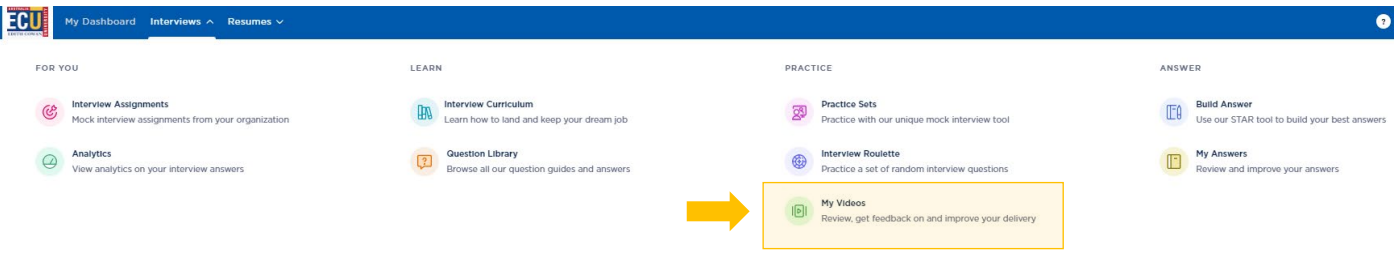 ECU
My Dashboard Interviews Resumes
?
FOR YOU
Interview Assignments
Mock interview assignments from your organization
Analytics
View analytics on your interview answers
LEARN
Interview Curriculum
Learn how to land and keep your dream job
Question Library
Browse all our question guides and answers
PRACTICE
Practice Sets
Practice with our unique mock interview tool
Interview Roulette
Practice a set of random interview questions
My Videos
Review, get feedback on and improve your delivery
ANSWER
Build Answer
Use our STAR tool to build your best answers
My Answers
Review and improve your answers